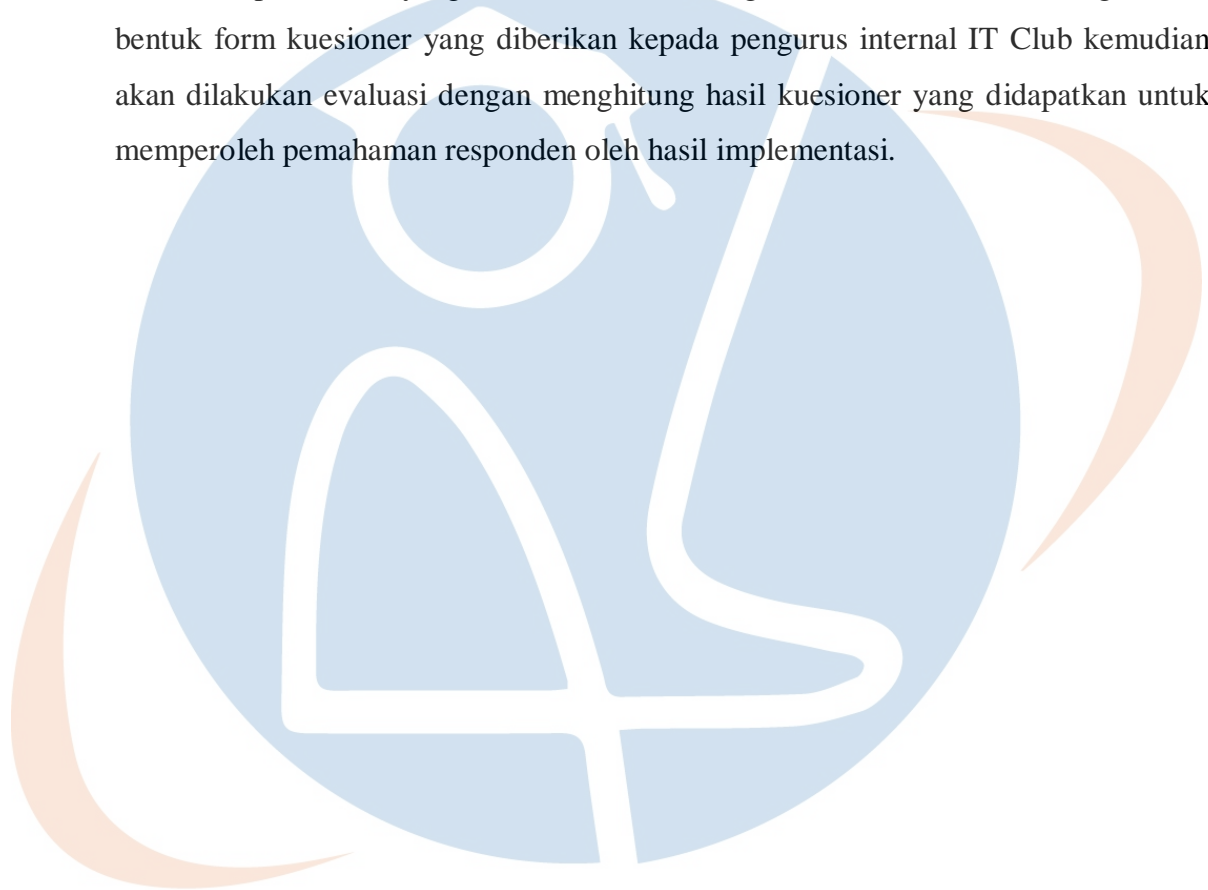 bentuk form kuesioner yang diberikan kepada pengurus internal IT Club kemudian
akan dilakukan evaluasi dengan menghitung hasil kuesioner yang didapatkan untuk
memperoleh pemahaman responden oleh hasil implementasi.